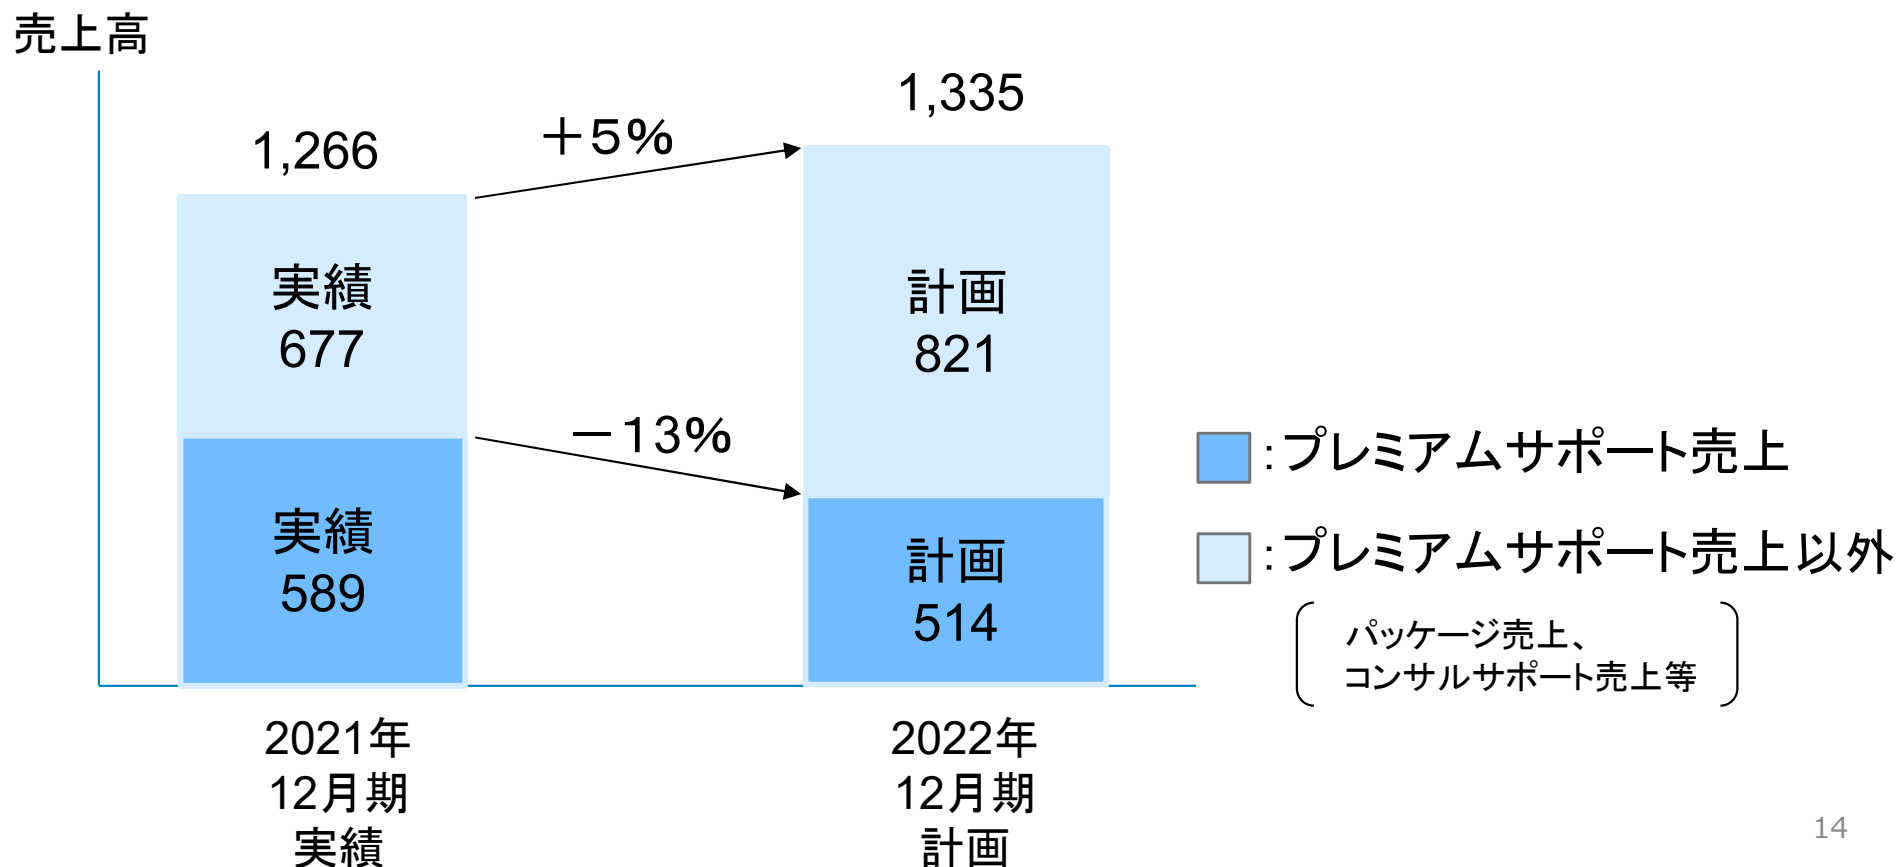 売上高
1,266
＋5%
1,335
実績
677
計画
821
－13%
実績
589
計画
514
：プレミアムサポート売上
：プレミアムサポート売上以外
パッケージ売上、
コンサルサポート売上等
2021年
12月期
実績
2022年
12月期
計画
14